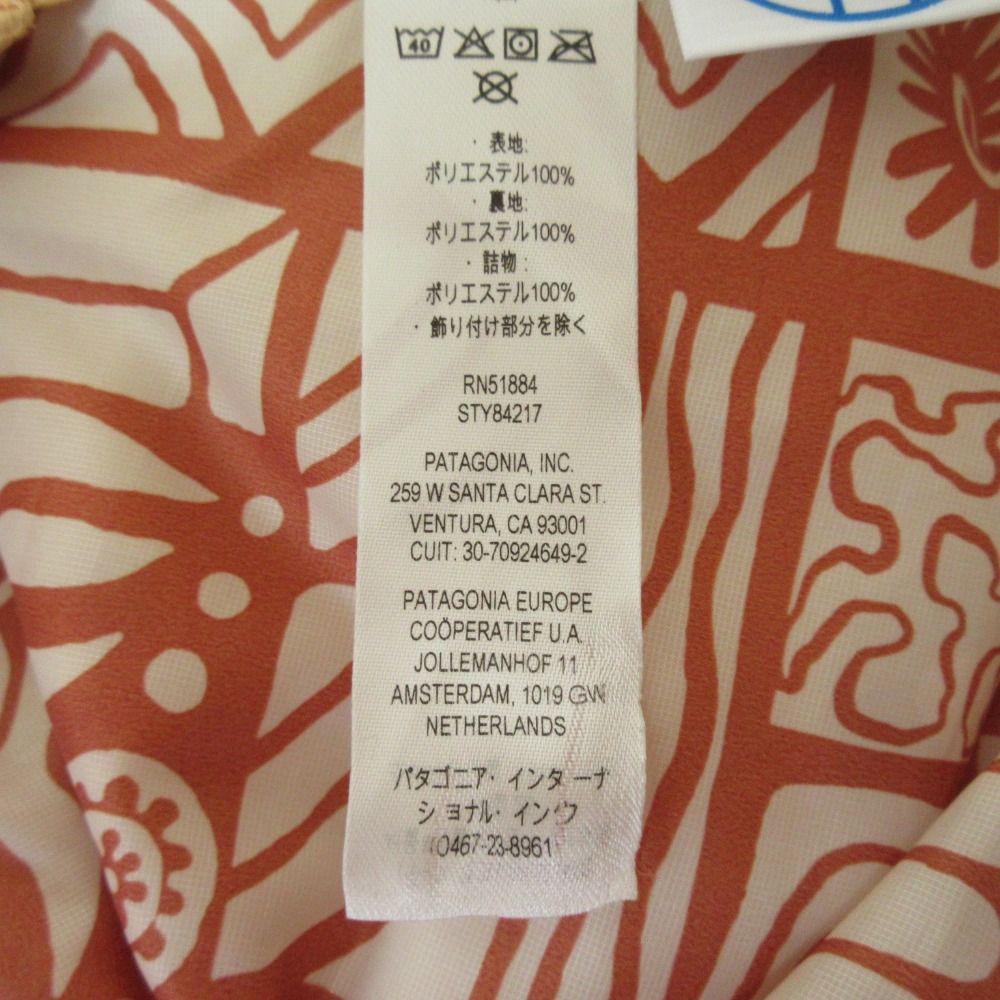 40
· 表地:
ポリエステル100%
· 裏地:
ポリエステル100%
· 詰物 :
ポリエステル100%
· 飾り付け部分を除く
RN51884
STY84217
PATAGONIA, INC.
259 W SANTA CLARA ST.
VENTURA, CA 93001
CUIT: 30-70924649-2
PATAGONIA EUROPE
COÖPERATIEF U.A.
JOLLEMANHOF 11
AMSTERDAM, 1019 GW
NETHERLANDS
パタゴニア・インターナ
ショナル・インク
0467-23-8961